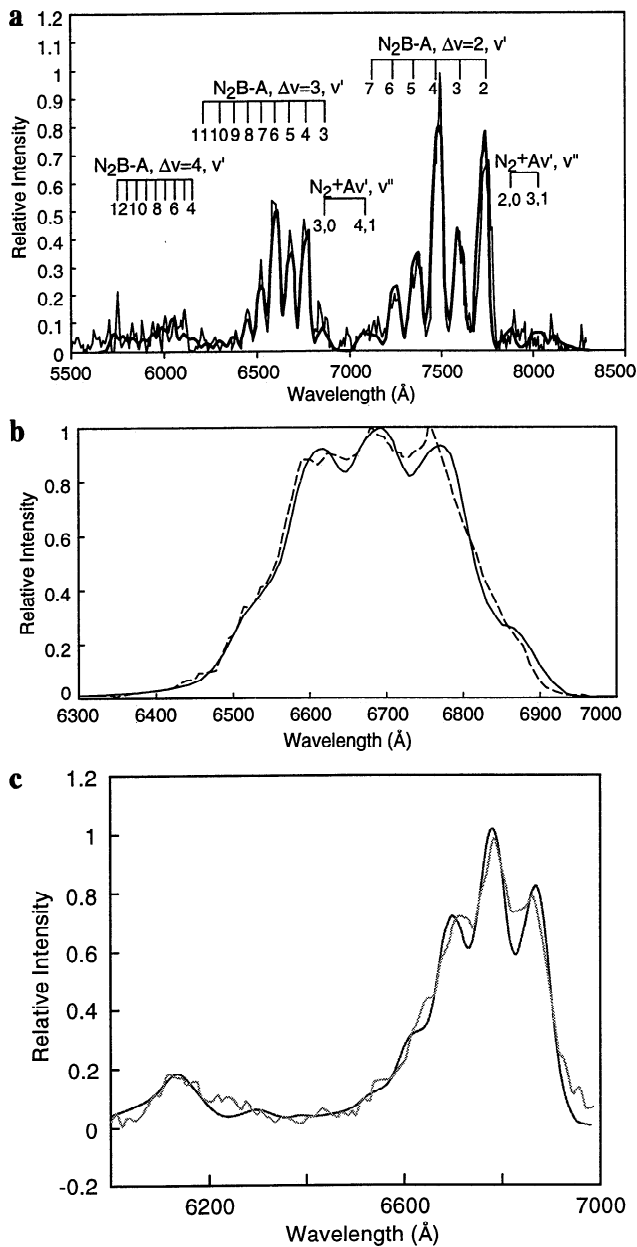 a
1.2
1.1
1
0.9
0.8
0.7
0.6
0.5
0.4
0.3
0.2
0.1
0
Relative Intensity
N2B-A, Δv=4, v'
12 10 8 6 4
N2B-A, Δv=3, v'
11 10 9 8 7 6 5 4 3
N2+Av', v"
3,0 4,1
N2B-A, Δv=2, v'
7 6 5 4 3 2
N2+Av', v"
2,0 3,1
5500 6000 6500 7000 7500 8000 8500
Wavelength (Å)
b
1
0.8
0.6
0.4
0.2
0
Relative Intensity
6300 6400 6500 6600 6700 6800 6900 7000
Wavelength (Å)
c
1.2
1
0.8
0.6
0.4
0.2
0
-0.2
Relative Intensity
6200 6600 7000
Wavelength (Å)